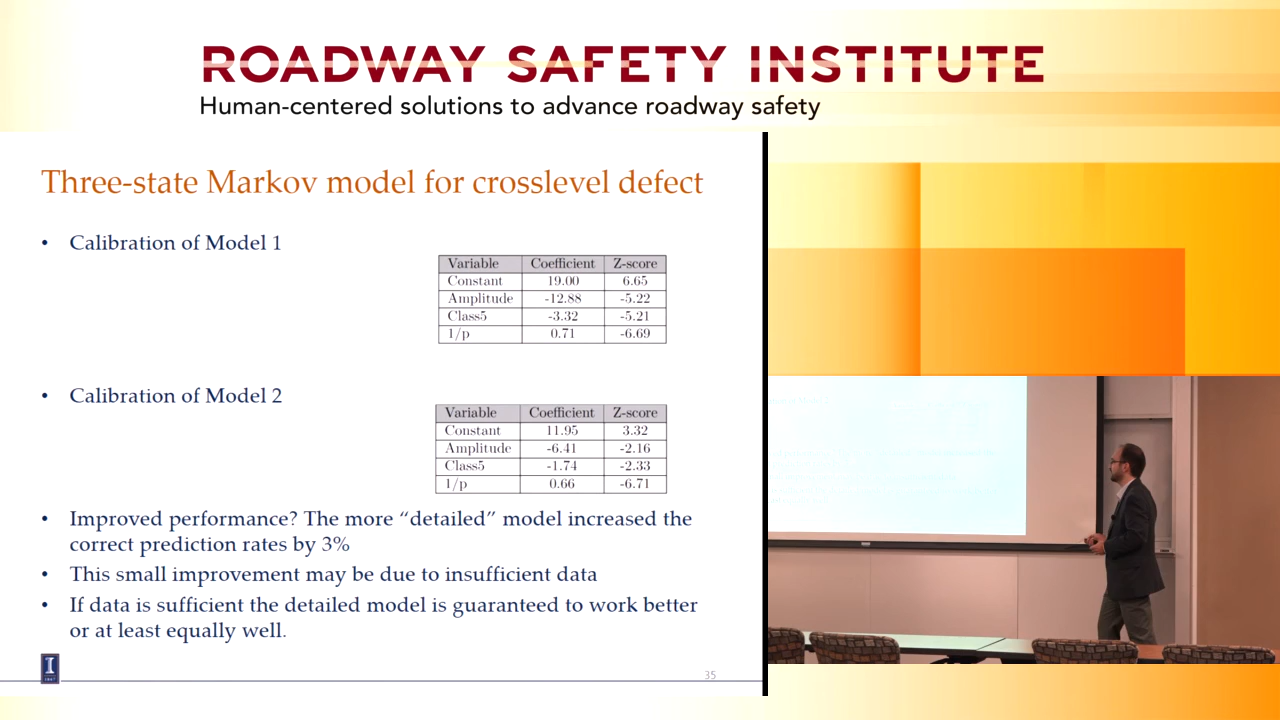 ROADWAY SAFETY INSTITUTE
Human-centered solutions to advance roadway safety
Three-state Markov model for crosslevel defect
• Calibration of Model 1
Variable Coefficient Z-score
Constant 19.00 6.65
Amplitude -12.88 -5.22
Class5 -3.32 -5.21
1/p 0.71 -6.69
• Calibration of Model 2
Variable Coefficient Z-score
Constant 11.95 3.32
Amplitude -6.41 -2.16
Class5 -1.74 -2.33
1/p 0.66 -6.71
• Improved performance? The more “detailed” model increased the
correct prediction rates by 3%
• This small improvement may be due to insufficient data
• If data is sufficient the detailed model is guaranteed to work better
or at least equally well.
I
35